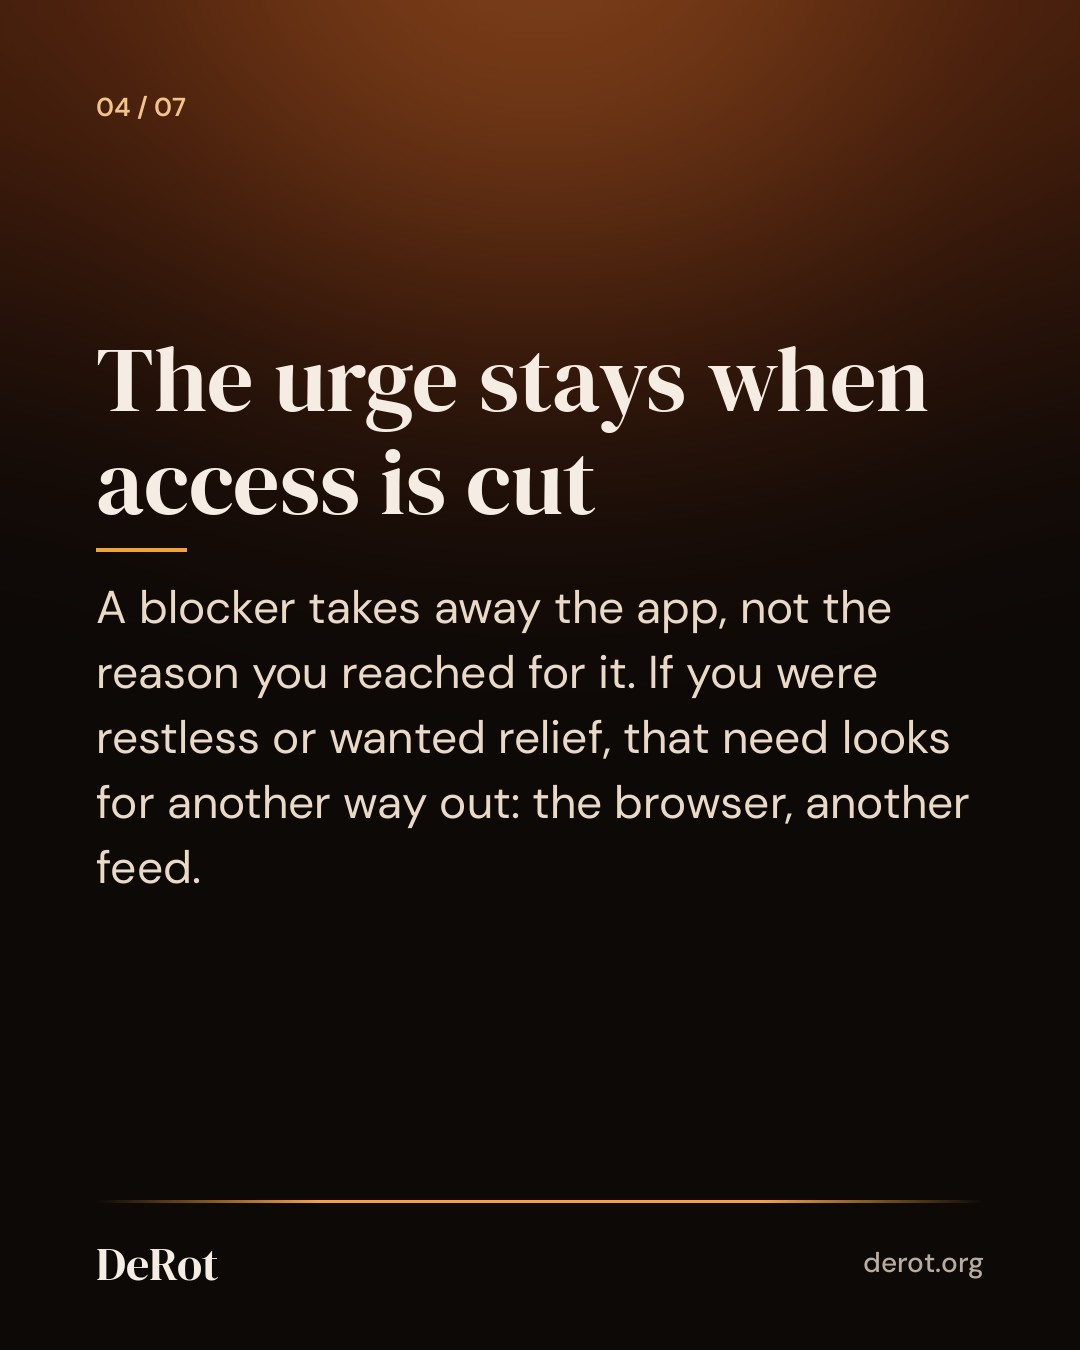 04 / 07
The urge stays when
access is cut
A blocker takes away the app, not the
reason you reached for it. If you were
restless or wanted relief, that need looks
for another way out: the browser, another
feed.
DeRot
derot.org